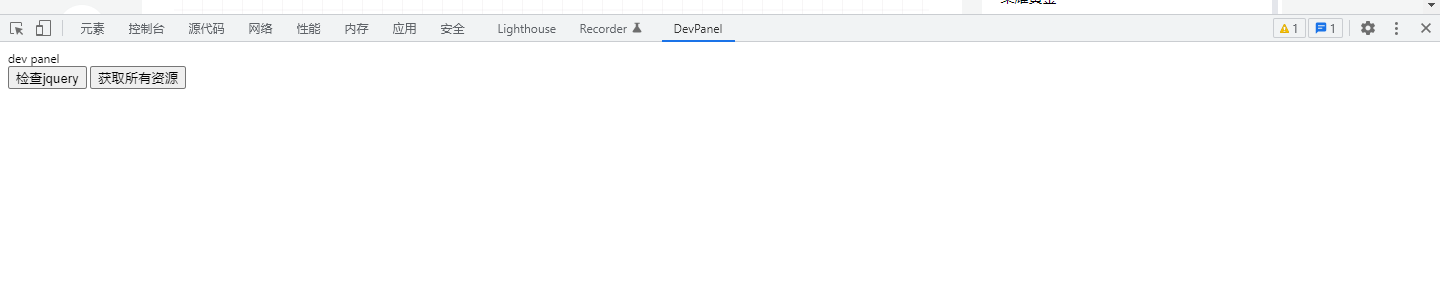 元素 控制台 源代码 网络 性能 内存 应用 安全 Lighthouse Recorder DevPanel 1 1
dev panel
检查jquery 获取所有资源